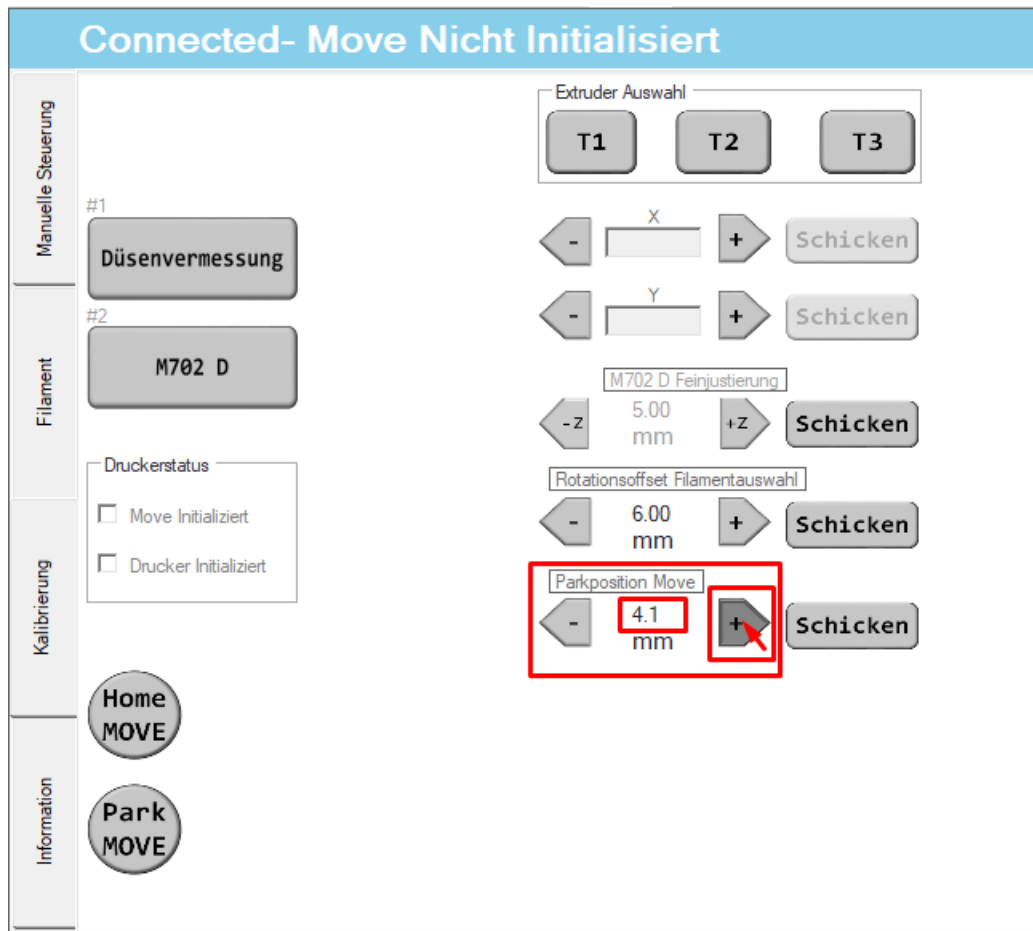 Connected- Move Nicht Initialisiert
Manuelle Steuerung
Filament
Kalibrierung
Information
#1
Düsenvermessung
#2
M702 D
Druckerstatus
Move Initializiert
Drucker Initializiert
Home
MOVE
Park
MOVE
Extruder Auswahl
T1 T2 T3
X
- + Schicken
Y
- + Schicken
M702 D Feinjustierung
-Z 5.00 mm +Z Schicken
Rotationsoffset Filamentauswahl
- 6.00 mm + Schicken
Parkposition Move
- 4.1 mm + Schicken